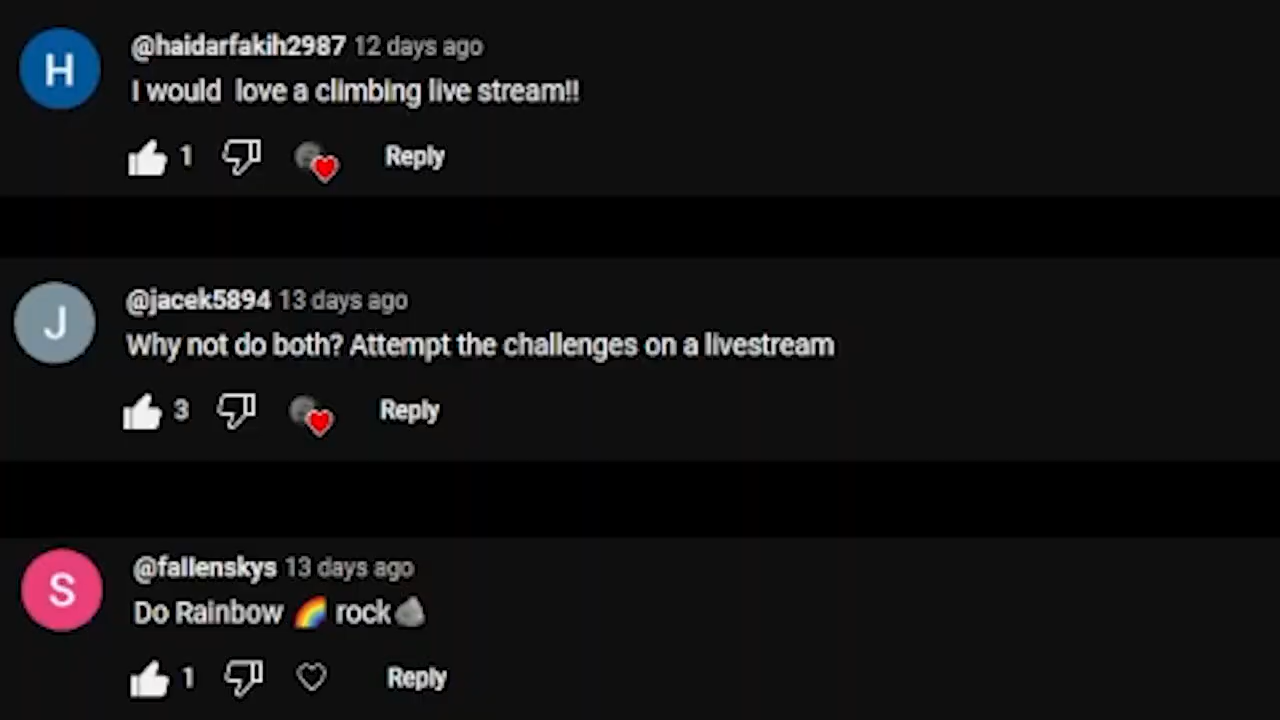 H
@haidarfakih2987 12 days ago
I would love a climbing live stream!!
1 Reply
J
@jacek5894 13 days ago
Why not do both? Attempt the challenges on a livestream
3 Reply
S
@fallenskys 13 days ago
Do Rainbow 🌈 rock🪨
1 Reply